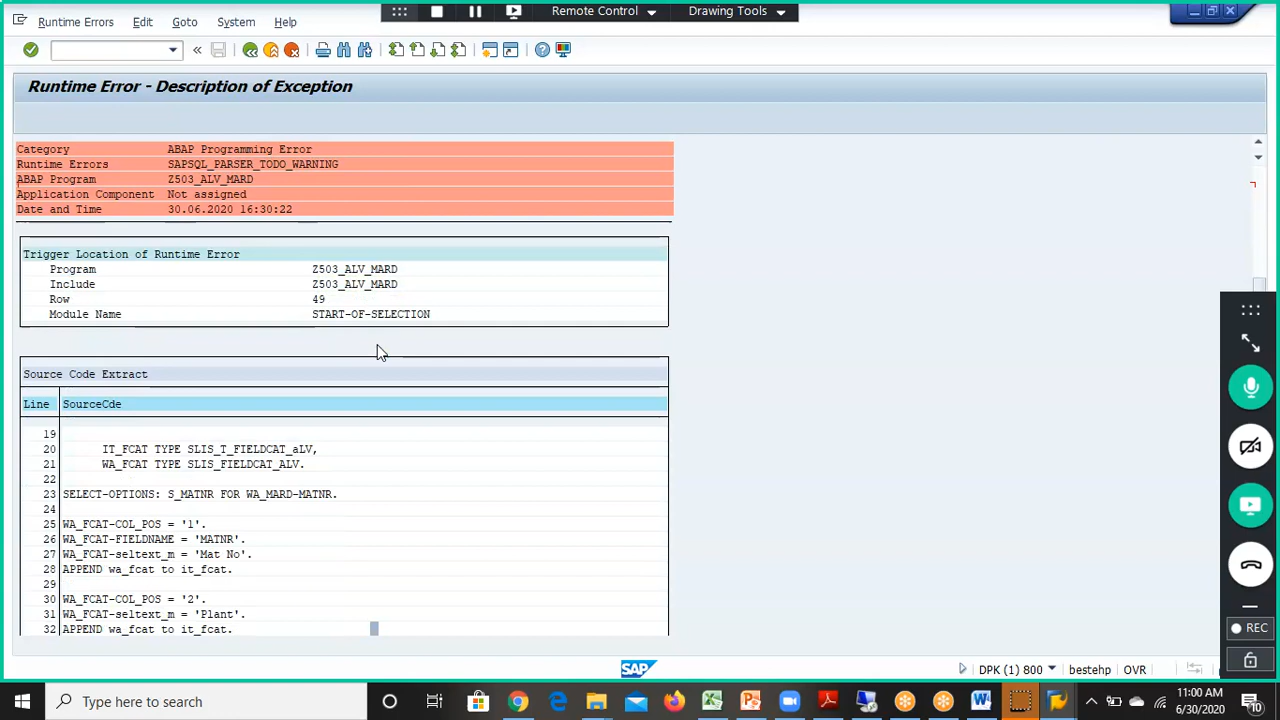 Remote Control Drawing Tools
Runtime Errors Edit Goto System Help
Runtime Error - Description of Exception
Category ABAP Programming Error
Runtime Errors SAPSQL_PARSER_TODO_WARNING
ABAP Program Z503_ALV_MARD
Application Component Not assigned
Date and Time 30.06.2020 16:30:22
Trigger Location of Runtime Error
Program Z503_ALV_MARD
Include Z503_ALV_MARD
Row 49
Module Name START-OF-SELECTION
Source Code Extract
Line SourceCde
19
20 IT_FCAT TYPE SLIS_T_FIELDCAT_aLV,
21 WA_FCAT TYPE SLIS_FIELDCAT_ALV.
22
23 SELECT-OPTIONS: S_MATNR FOR WA_MARD-MATNR.
24
25 WA_FCAT-COL_POS = '1'.
26 WA_FCAT-FIELDNAME = 'MATNR'.
27 WA_FCAT-seltext_m = 'Mat No'.
28 APPEND wa_fcat to it_fcat.
29
30 WA_FCAT-COL_POS = '2'.
31 WA_FCAT-seltext_m = 'Plant'.
32 APPEND wa_fcat to it_fcat.
REC
SAP DPK (1) 800 bestehp OVR
Type here to search 11:00 AM
6/30/2020 10